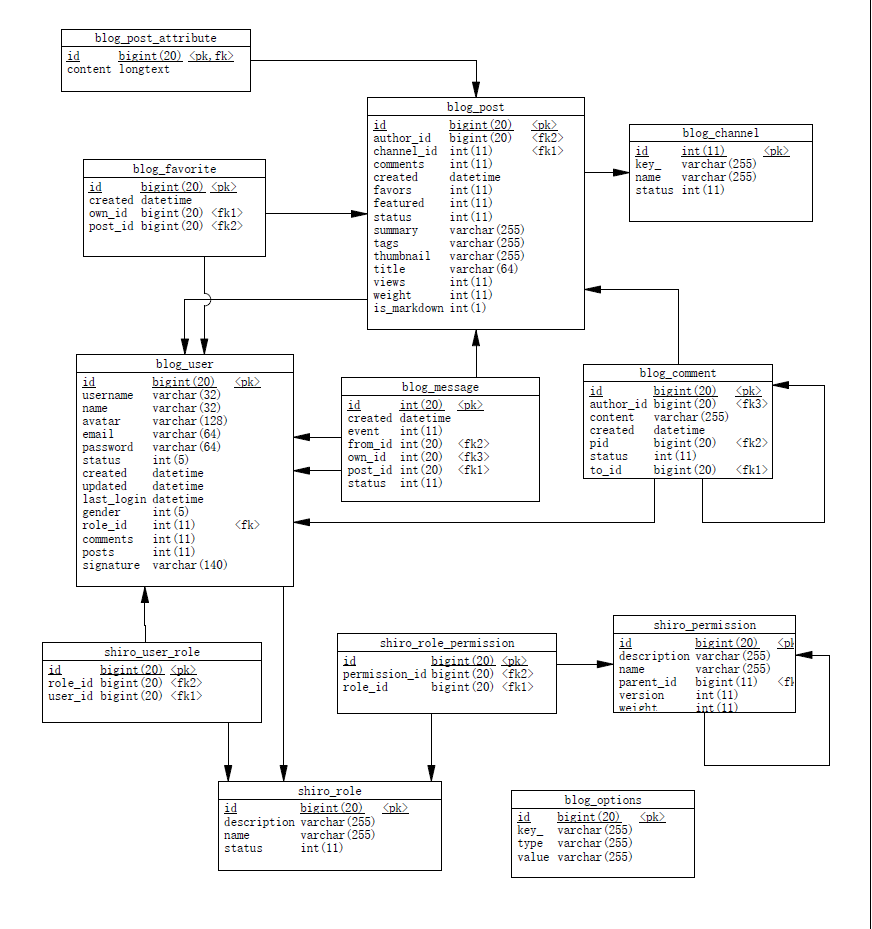 blog_post_attribute
id bigint(20) <pk,fk>
content longtext
blog_post
id bigint(20) <pk>
author_id bigint(20) <fk2>
channel_id int(11) <fk1>
comments int(11)
created datetime
favors int(11)
featured int(11)
status int(11)
summary varchar(255)
tags varchar(255)
thumbnail varchar(255)
title varchar(64)
views int(11)
weight int(11)
is_markdown int(1)
blog_channel
id int(11) <pk>
key_ varchar(255)
name varchar(255)
status int(11)
blog_favorite
id bigint(20) <pk>
created datetime
own_id bigint(20) <fk1>
post_id bigint(20) <fk2>
blog_user
id bigint(20) <pk>
username varchar(32)
name varchar(32)
avatar varchar(128)
email varchar(64)
password varchar(64)
status int(5)
created datetime
updated datetime
last_login datetime
gender int(5)
role_id int(11) <fk>
comments int(11)
posts int(11)
signature varchar(140)
blog_message
id int(20) <pk>
created datetime
event int(11)
from_id int(20) <fk2>
own_id int(20) <fk3>
post_id int(20) <fk1>
status int(11)
blog_comment
id bigint(20) <pk>
author_id bigint(20) <fk3>
content varchar(255)
created datetime
pid bigint(20) <fk2>
status int(11)
to_id bigint(20) <fk1>
shiro_user_role
id bigint(20) <pk>
role_id bigint(20) <fk2>
user_id bigint(20) <fk1>
shiro_role_permission
id bigint(20) <pk>
permission_id bigint(20) <fk2>
role_id bigint(20) <fk1>
shiro_permission
id bigint(20) <pk
description varchar(255)
name varchar(255)
parent_id bigint(11) <fk
version int(11)
weight int(11)
shiro_role
id bigint(20) <pk>
description varchar(255)
name varchar(255)
status int(11)
blog_options
id bigint(20) <pk>
key_ varchar(255)
type varchar(255)
value varchar(255)